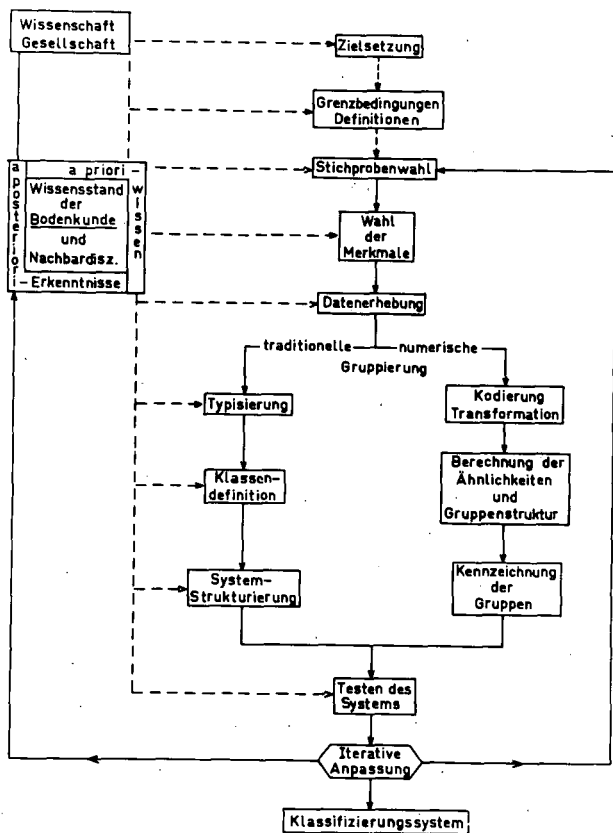 Wissenschaft
Gesellschaft
Zielsetzung
Grenzbedingungen
Definitionen
a priori -
wissen
Stichprobenwahl
Wissensstand
der
Bodenkunde
und
Nachbardisz.
aposteriori
- Erkenntnisse
Wahl
der
Merkmale
Datenerhebung
traditionelle
numerische
Gruppierung
Typisierung
Kodierung
Transformation
Klassen-
definition
Berechnung der
Ähnlichkeiten
und
Gruppenstruktur
System-
Strukturierung
Kennzeichnung
der
Gruppen
Testen des
Systems
Iterative
Anpassung
Klassifizierungssystem